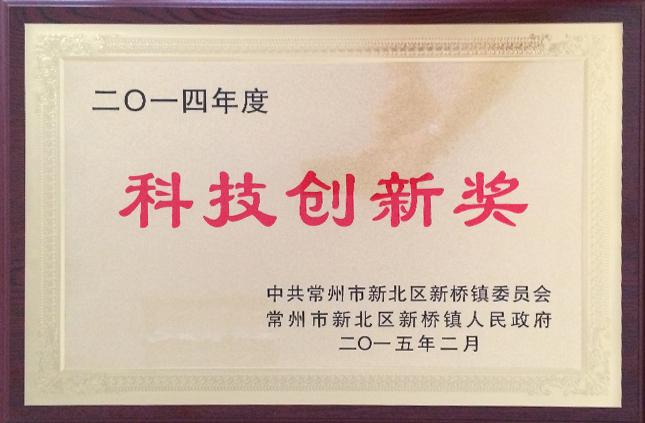 二〇一四年度
科技创新奖
中共常州市新北区新桥镇委员会
常州市新北区新桥镇人民政府
二〇一五年二月